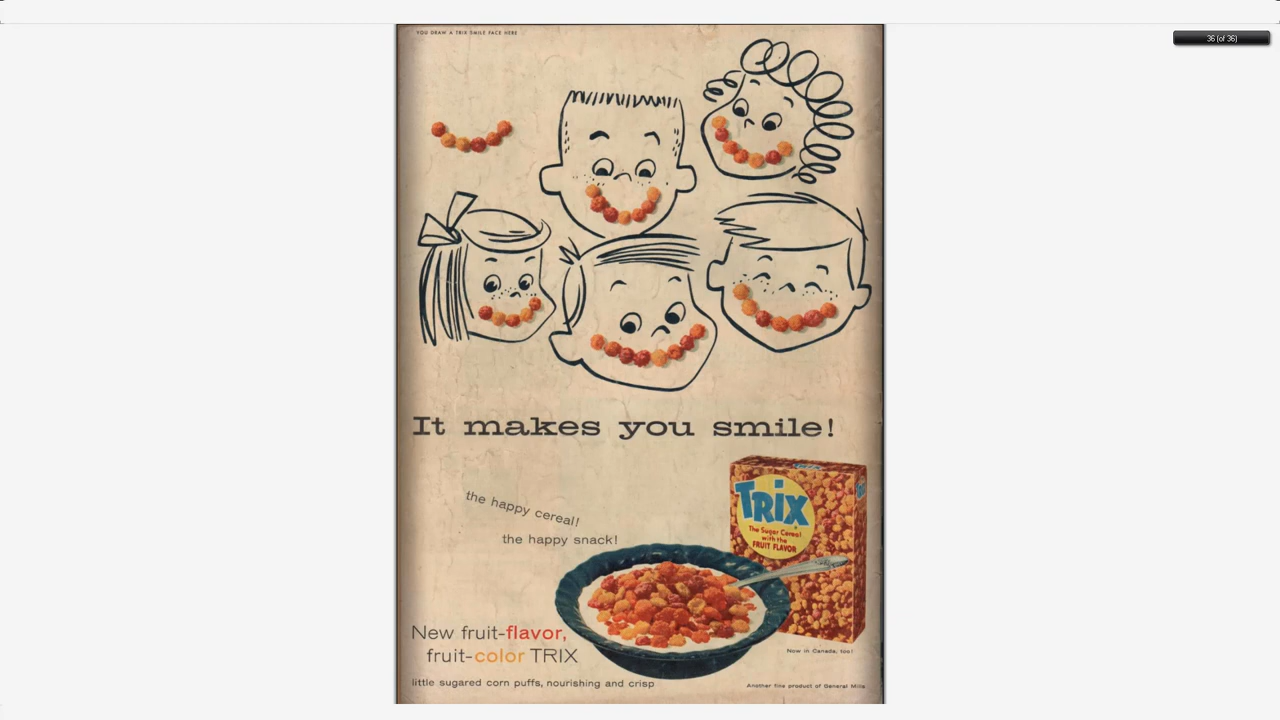 36 (of 36)
YOU DRAW A TRIX SMILE FACE HERE
It makes you smile!
the happy cereal!
the happy snack!
TRIX
The Sugar Cereal
with the
FRUIT FLAVOR
New fruit-flavor,
fruit-color TRIX
Now in Canada, too!
little sugared corn puffs, nourishing and crisp
Another fine product of General Mills